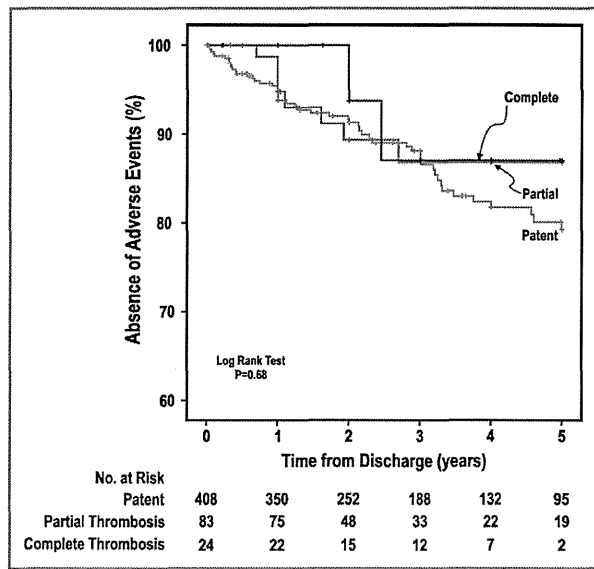 Absence of Adverse Events (%)
100
90
80
70
60
Complete
Partial
Patent
Log Rank Test
P=0.68
0 1 2 3 4 5
Time from Discharge (years)
No. at Risk
Patent 408 350 252 188 132 95
Partial Thrombosis 83 75 48 33 22 19
Complete Thrombosis 24 22 15 12 7 2